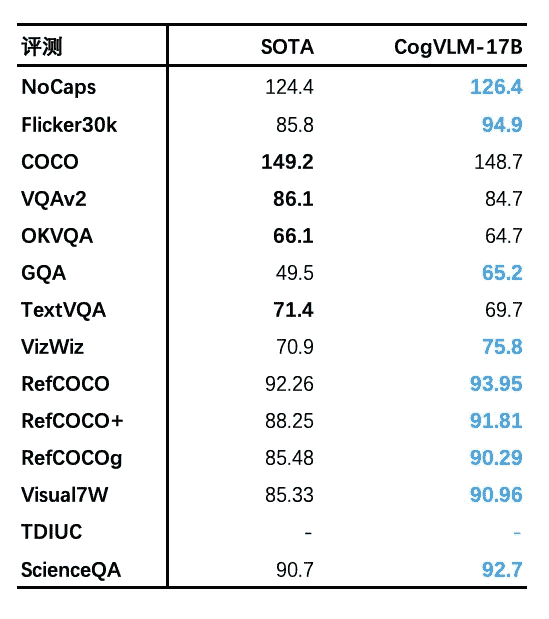 评测 SOTA CogVLM-17B
NoCaps 124.4 126.4
Flicker30k 85.8 94.9
COCO 149.2 148.7
VQAv2 86.1 84.7
OKVQA 66.1 64.7
GQA 49.5 65.2
TextVQA 71.4 69.7
VizWiz 70.9 75.8
RefCOCO 92.26 93.95
RefCOCO+ 88.25 91.81
RefCOCOg 85.48 90.29
Visual7W 85.33 90.96
TDIUC - -
ScienceQA 90.7 92.7